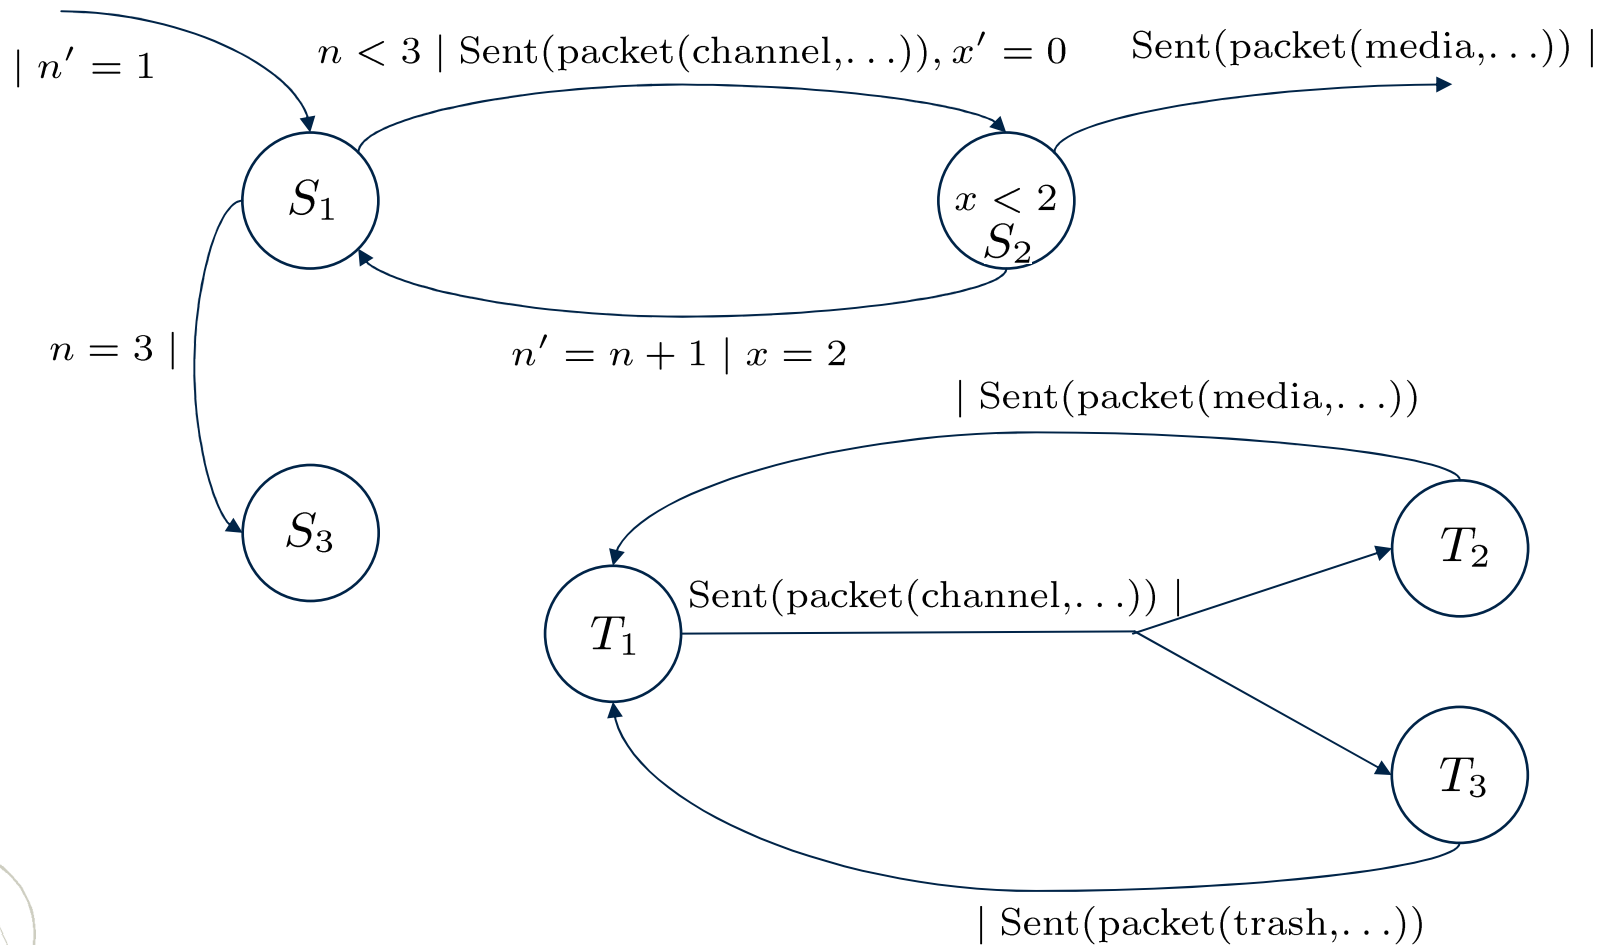 | n′ = 1
n < 3 | Sent(packet(channel,...)), x′ = 0
Sent(packet(media,...)) |
S₁
x < 2
S₂
n = 3 |
n′ = n + 1 | x = 2
| Sent(packet(media,...))
S₃
T₂
Sent(packet(channel,...)) |
T₁
T₃
| Sent(packet(trash,...))